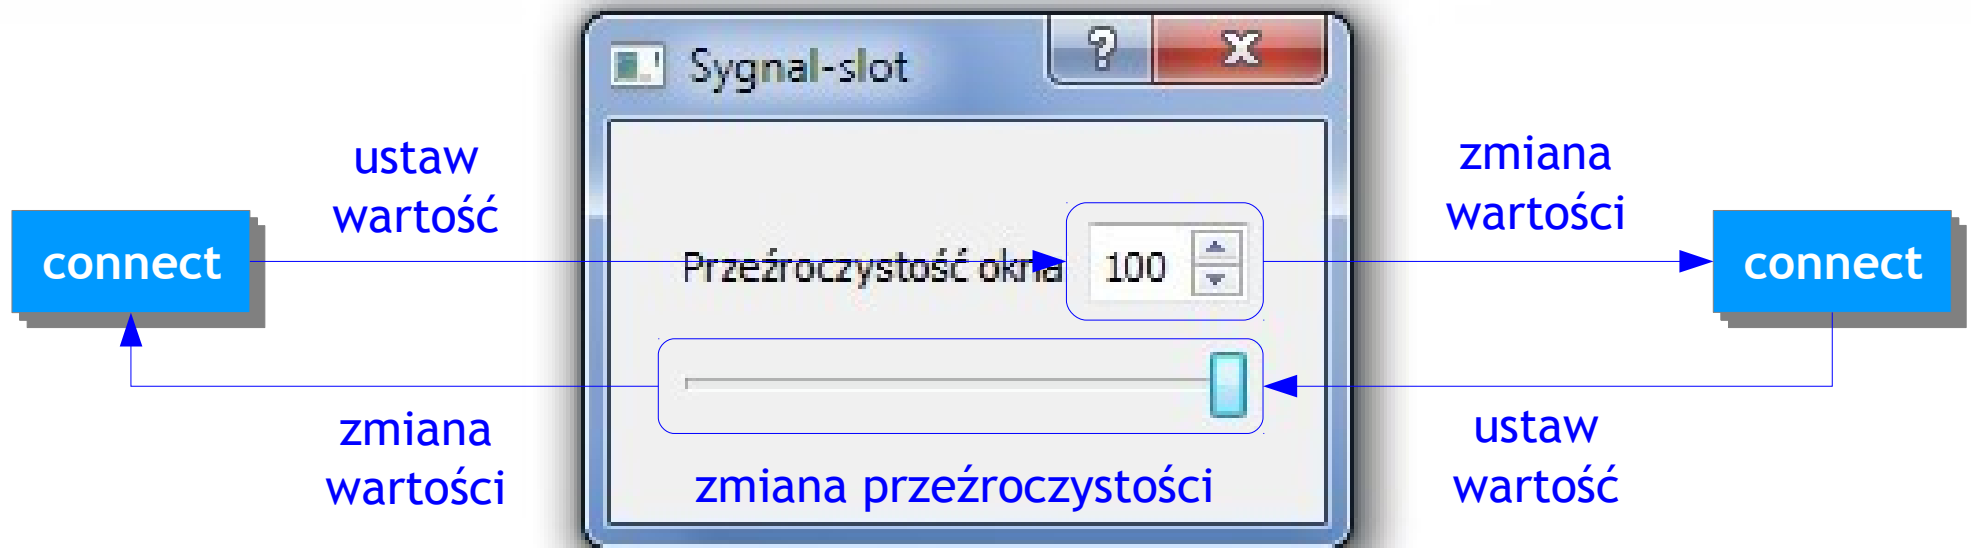 Sygnal-slot
ustaw
wartość
zmiana
wartości
connect
Przeźroczystość okna
100
connect
zmiana
wartości
zmiana przeźroczystości
ustaw
wartość